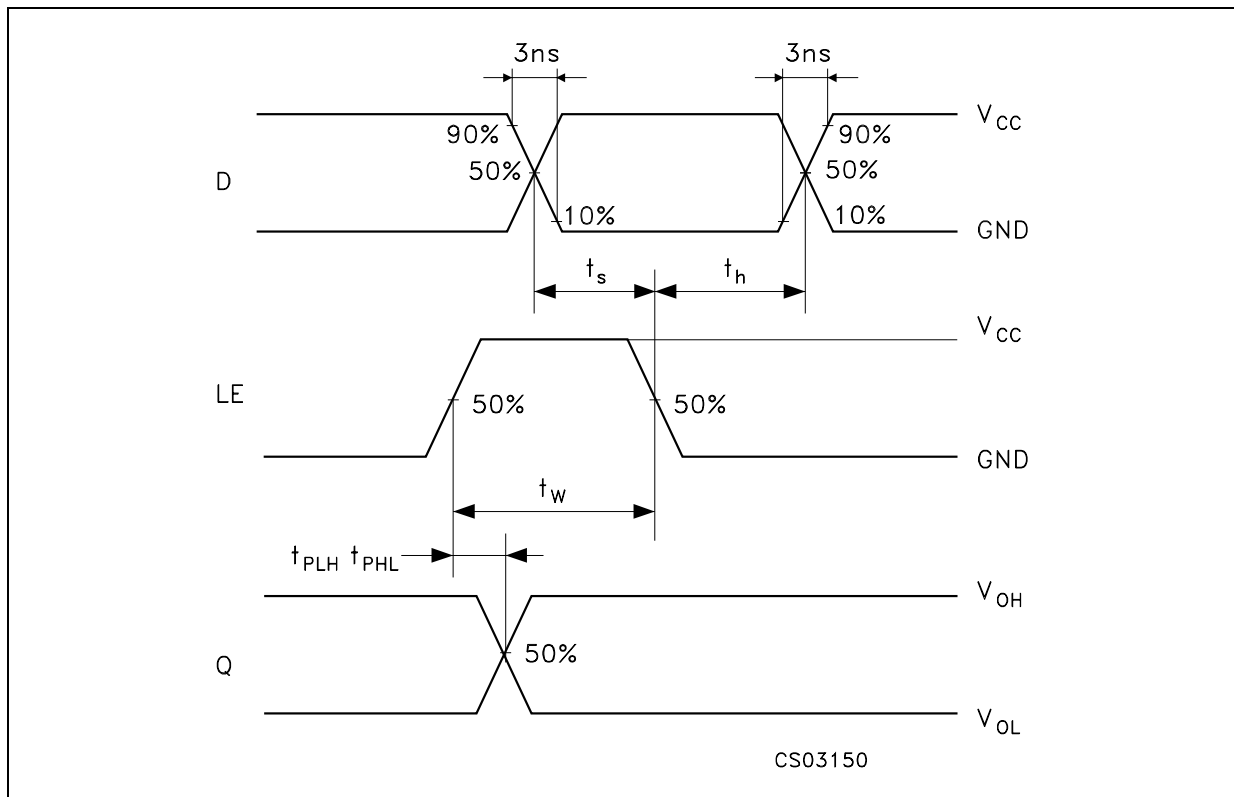 3ns 3ns
V_CC
90% 90%
D 50% 50%
10% 10%
GND
t_s t_h
V_CC
LE 50% 50%
GND
t_W
t_PLH t_PHL
V_OH
Q 50%
V_OL
CS03150